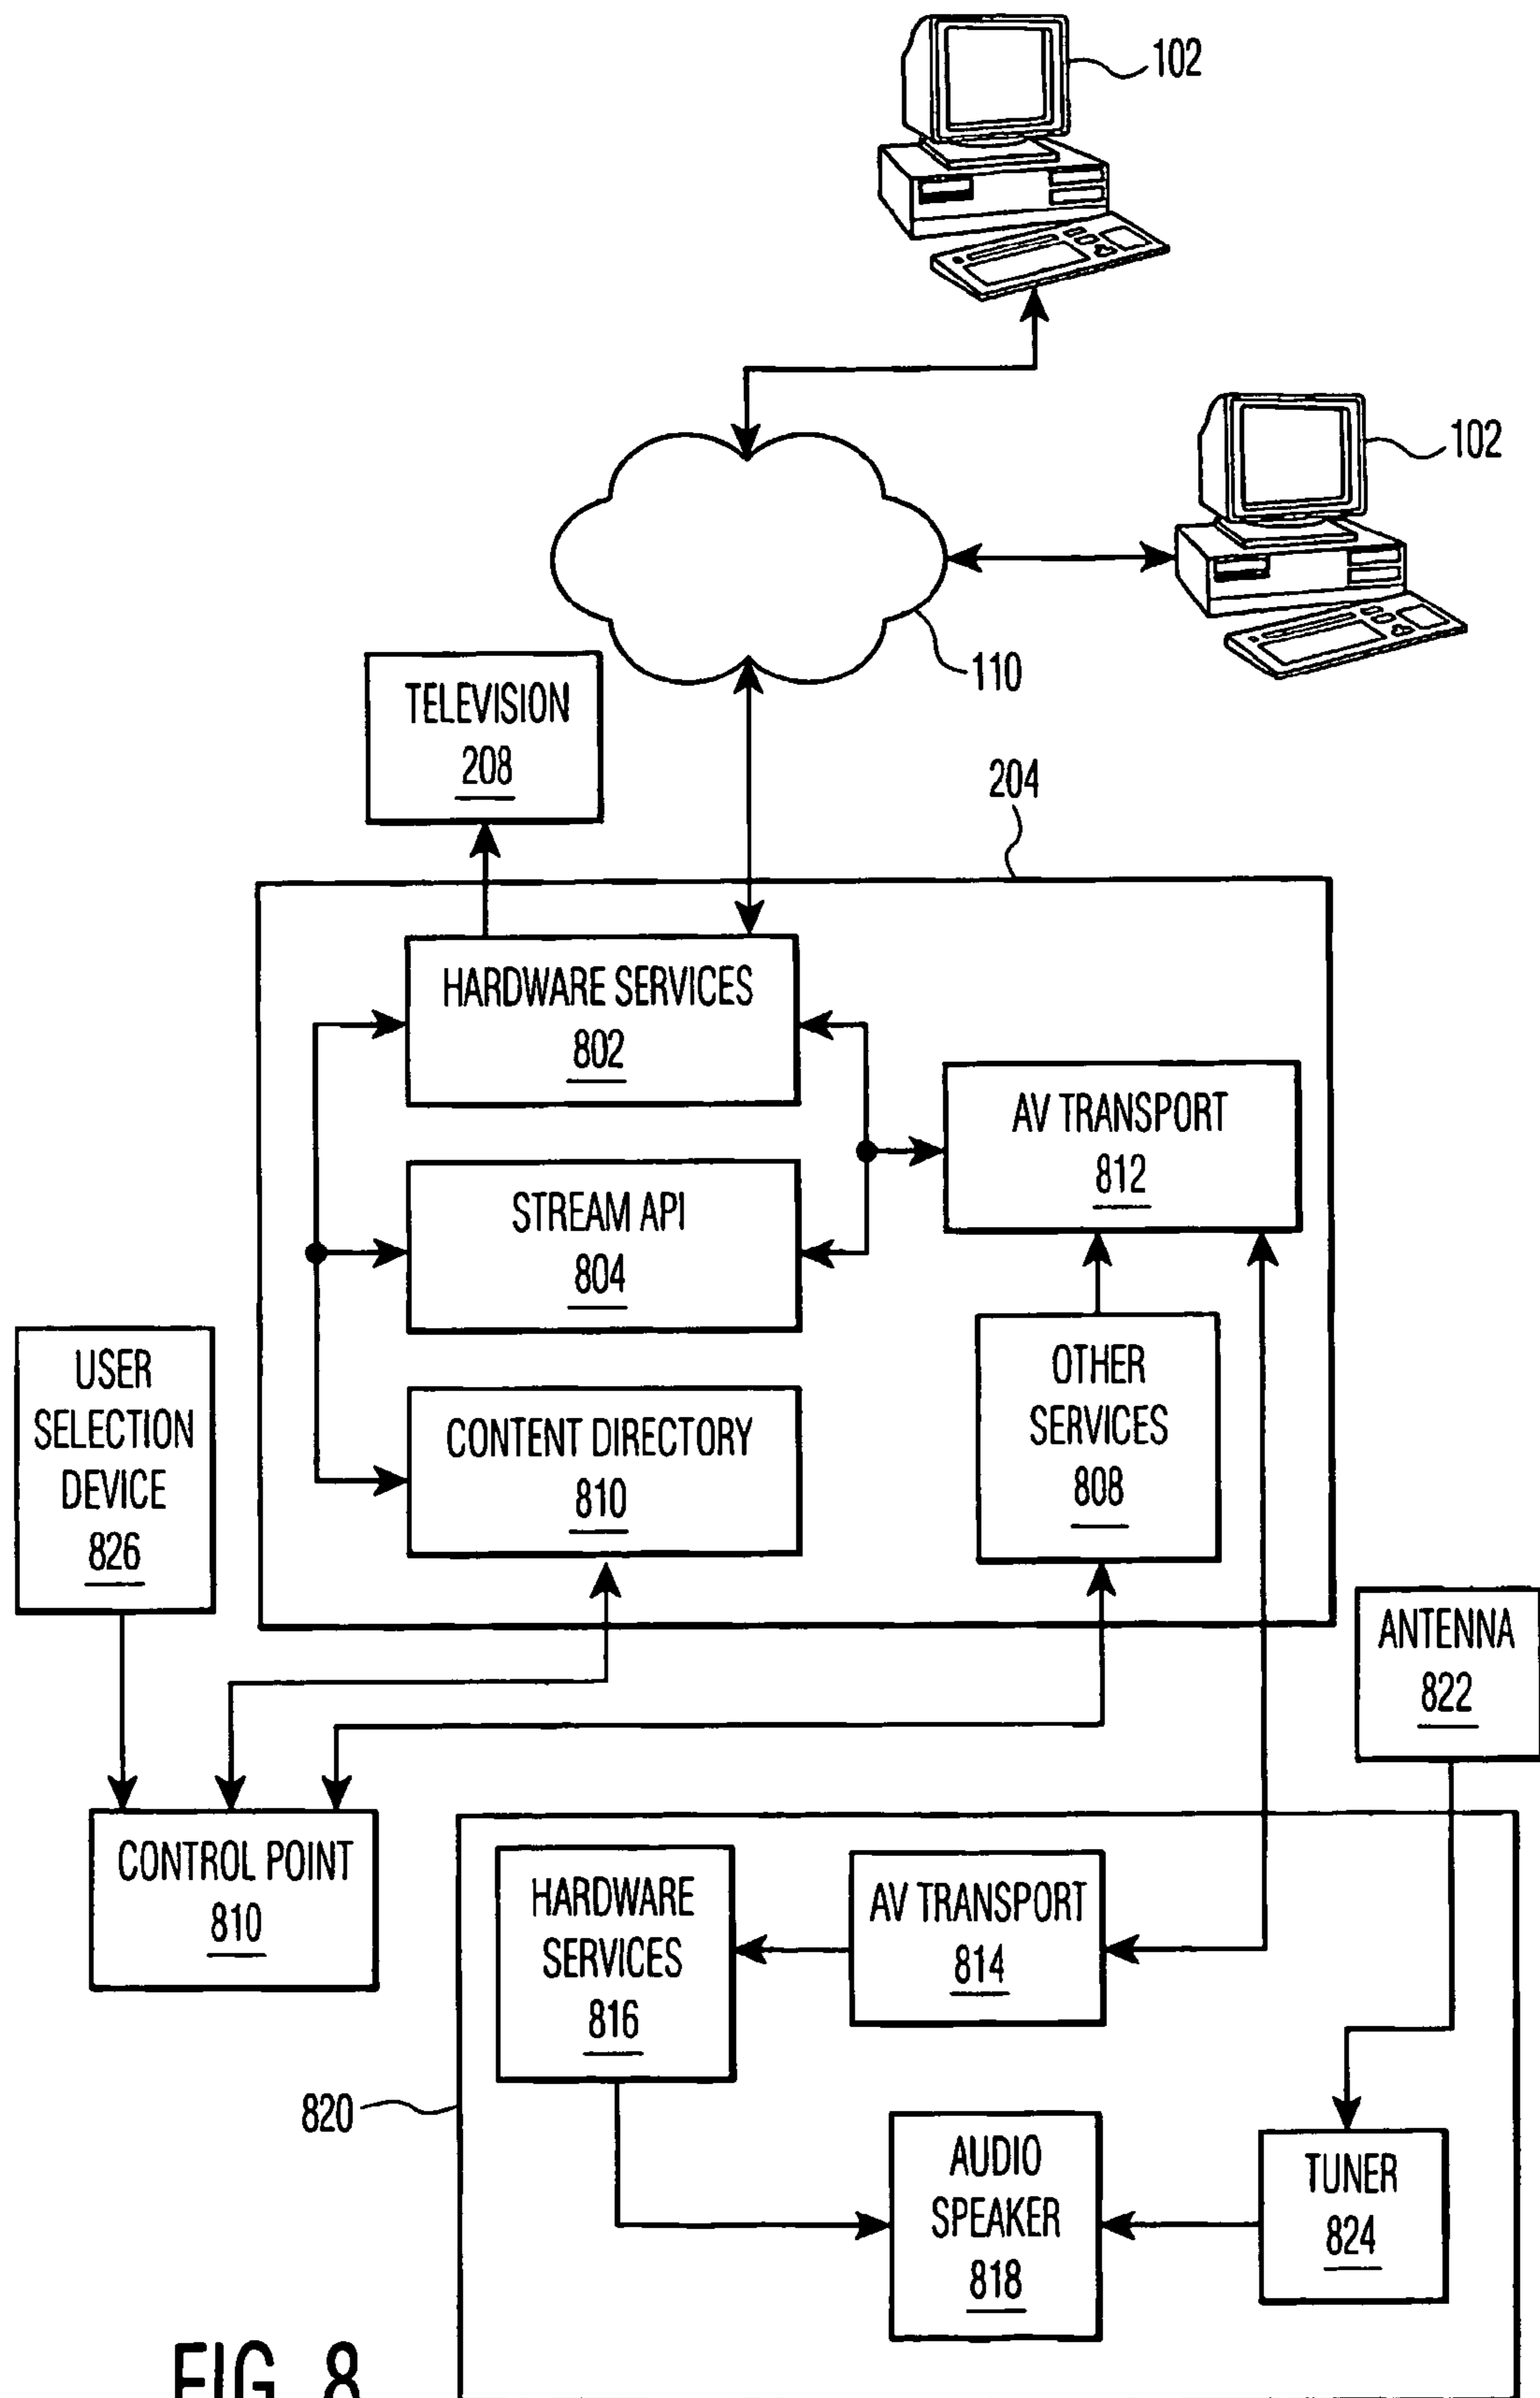 102
102
110
TELEVISION
208
204
HARDWARE SERVICES
802
AV TRANSPORT
812
STREAM API
804
USER
SELECTION
DEVICE
826
OTHER
SERVICES
808
CONTENT DIRECTORY
810
ANTENNA
822
CONTROL POINT
810
HARDWARE
SERVICES
816
AV TRANSPORT
814
820
AUDIO
SPEAKER
818
TUNER
824
FIG. 8